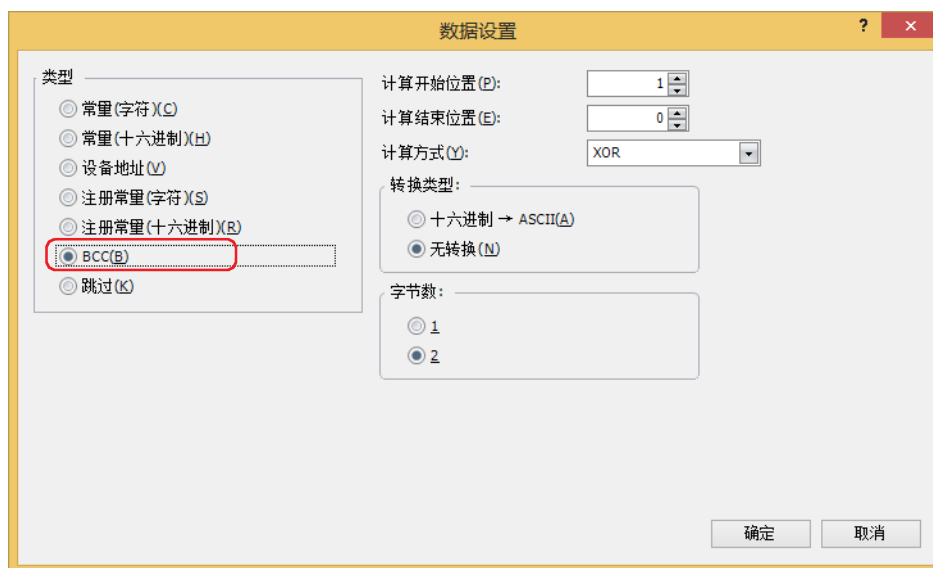 数据设置
?
类型
常量(字符)(C)
常量(十六进制)(H)
设备地址(V)
注册常量(字符)(S)
注册常量(十六进制)(R)
BCC(B)
跳过(K)
计算开始位置(P):
1
计算结束位置(E):
0
计算方式(Y):
XOR
转换类型:
十六进制 → ASCII(A)
无转换(N)
字节数:
1
2
确定
取消